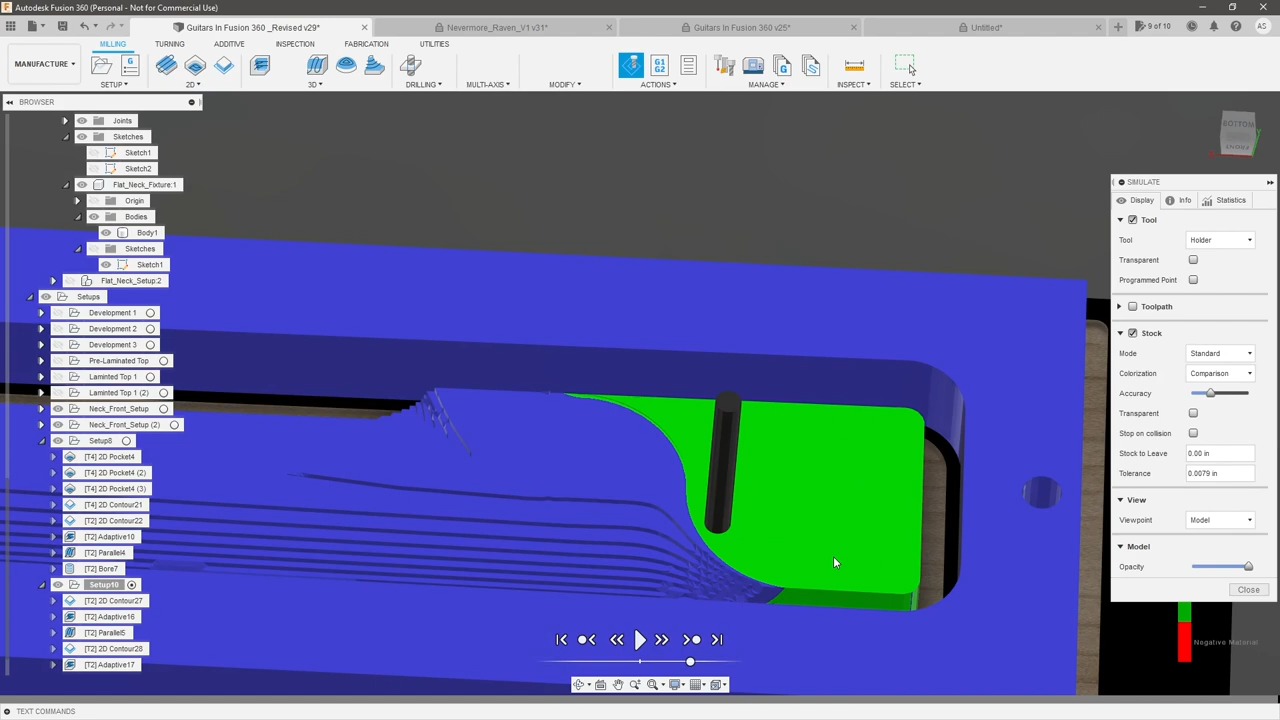 Autodesk Fusion 360 (Personal - Not for Commercial Use)
Guitars In Fusion 360 _Revised v29*
Nevermore_Raven_V1 v31*
Guitars In Fusion 360 v25*
Untitled*
9 of 10
AS
MILLING
TURNING
ADDITIVE
INSPECTION
FABRICATION
UTILITIES
MANUFACTURE
G1
G2
SETUP
2D
3D
DRILLING
MULTI-AXIS
MODIFY
ACTIONS
MANAGE
INSPECT
SELECT
BROWSER
Joints
Sketches
Sketch1
Sketch2
Flat_Neck_Fixture:1
Origin
Bodies
Body1
Sketches
Sketch1
Flat_Neck_Setup:2
Setups
Development 1
Development 2
Development 3
Pre-Laminated Top
Laminted Top 1
Laminted Top 1 (2)
Neck_Front_Setup
Neck_Front_Setup (2)
Setup8
[T4] 2D Pocket4
[T4] 2D Pocket4 (2)
[T4] 2D Pocket4 (3)
[T4] 2D Contour21
[T2] 2D Contour22
[T2] Adaptive10
[T2] Parallel4
[T2] Bore7
Setup10
[T2] 2D Contour27
[T2] Adaptive16
[T2] Parallel5
[T2] 2D Contour28
[T2] Adaptive17
BOTTOM
SIMULATE
Display
Info
Statistics
Tool
Tool
Holder
Transparent
Programmed Point
Toolpath
Stock
Mode
Standard
Colorization
Comparison
Accuracy
Transparent
Stop on collision
Stock to Leave
0.00 in
Tolerance
0.0079 in
View
Viewpoint
Model
Model
Opacity
Close
Negative Material
TEXT COMMANDS